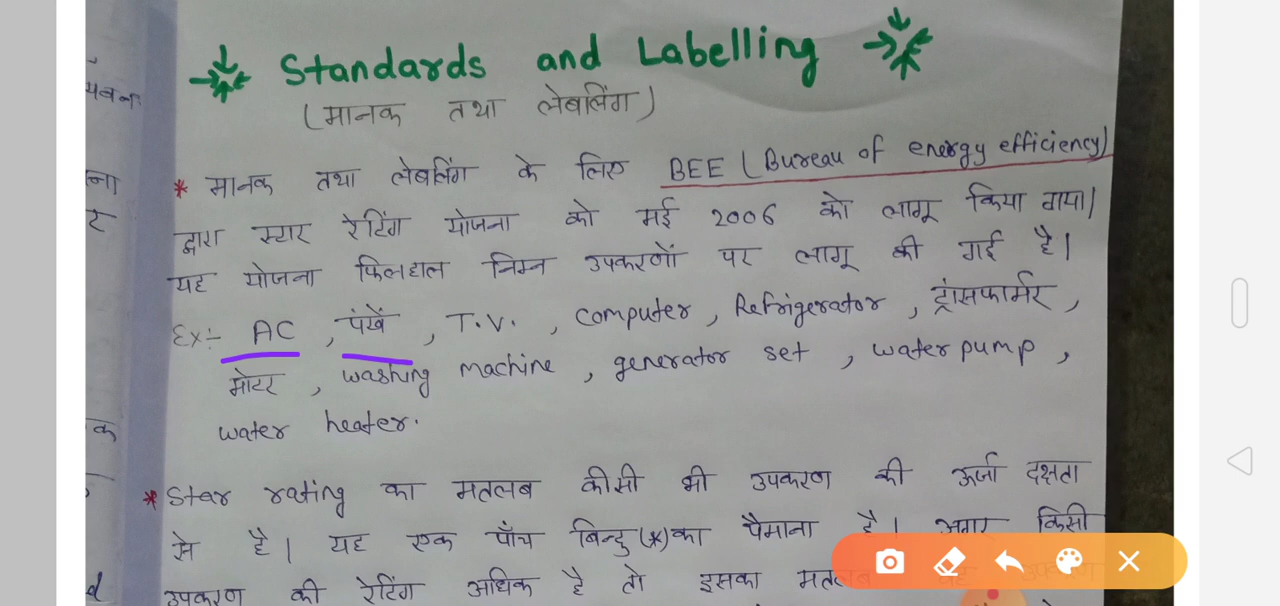 Standards and Labelling
(मानक तथा लेबलिंग)
* मानक तथा लेबलिंग के लिए BEE (Bureau of energy efficiency)
द्वारा स्टार रेटिंग योजना को मई 2006 को लागू किया गया।
यह योजना फिलहाल निम्न उपकरणों पर लागू की गई है।
Ex:- AC, पंखें, T.V., computer, Refrigerator, ट्रांसफार्मर,
मोटर, washing machine, generator set, water pump,
water heater.
* Star rating का मतलब कीसी भी उपकरण की ऊर्जा दक्षता
से है। यह एक पाँच बिन्दु (*) का पैमाना है। अगर किसी
उपकरण की रेटिंग अधिक है तो इसका